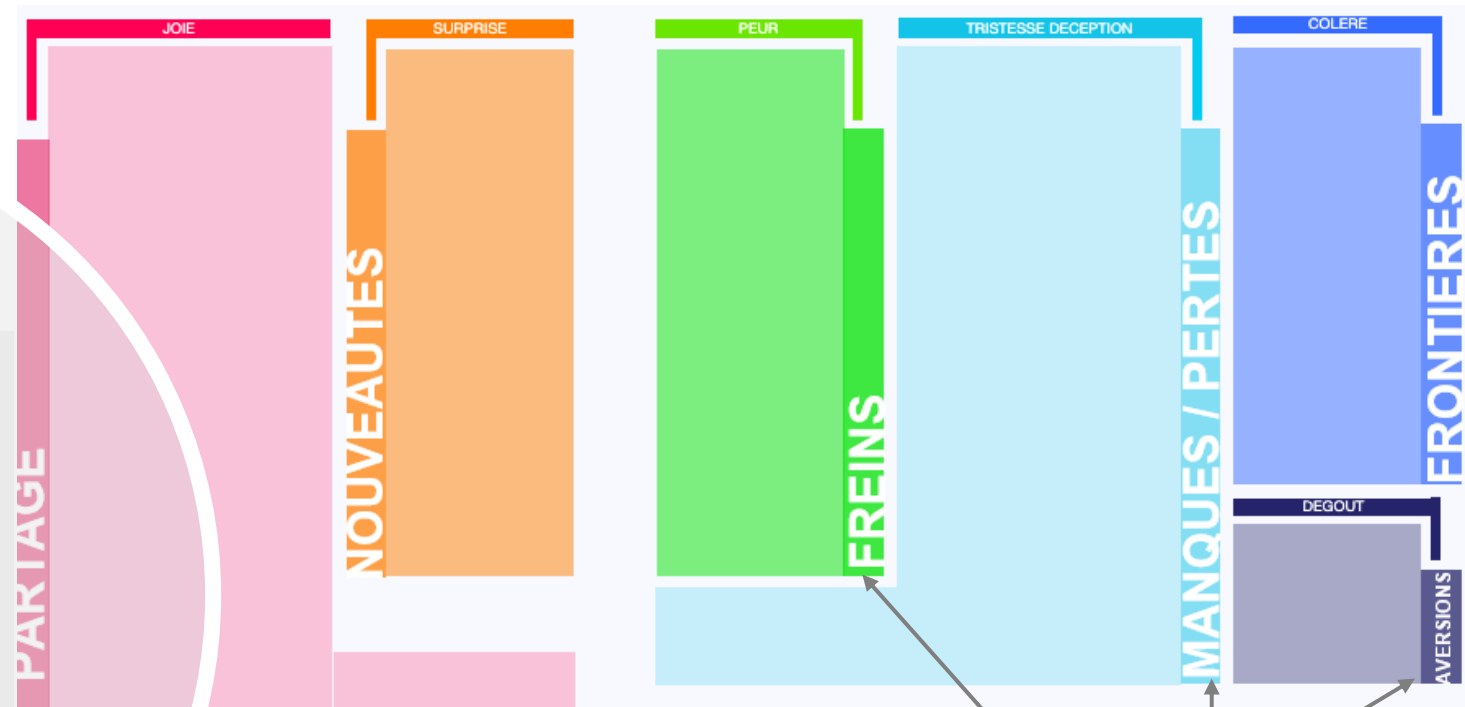 JOIE
PARTAGE
SURPRISE
NOUVEAUTES
PEUR
FREINS
TRISTESSE DECEPTION
MANQUES / PERTES
COLERE
FRONTIERES
DEGOUT
AVERSIONS